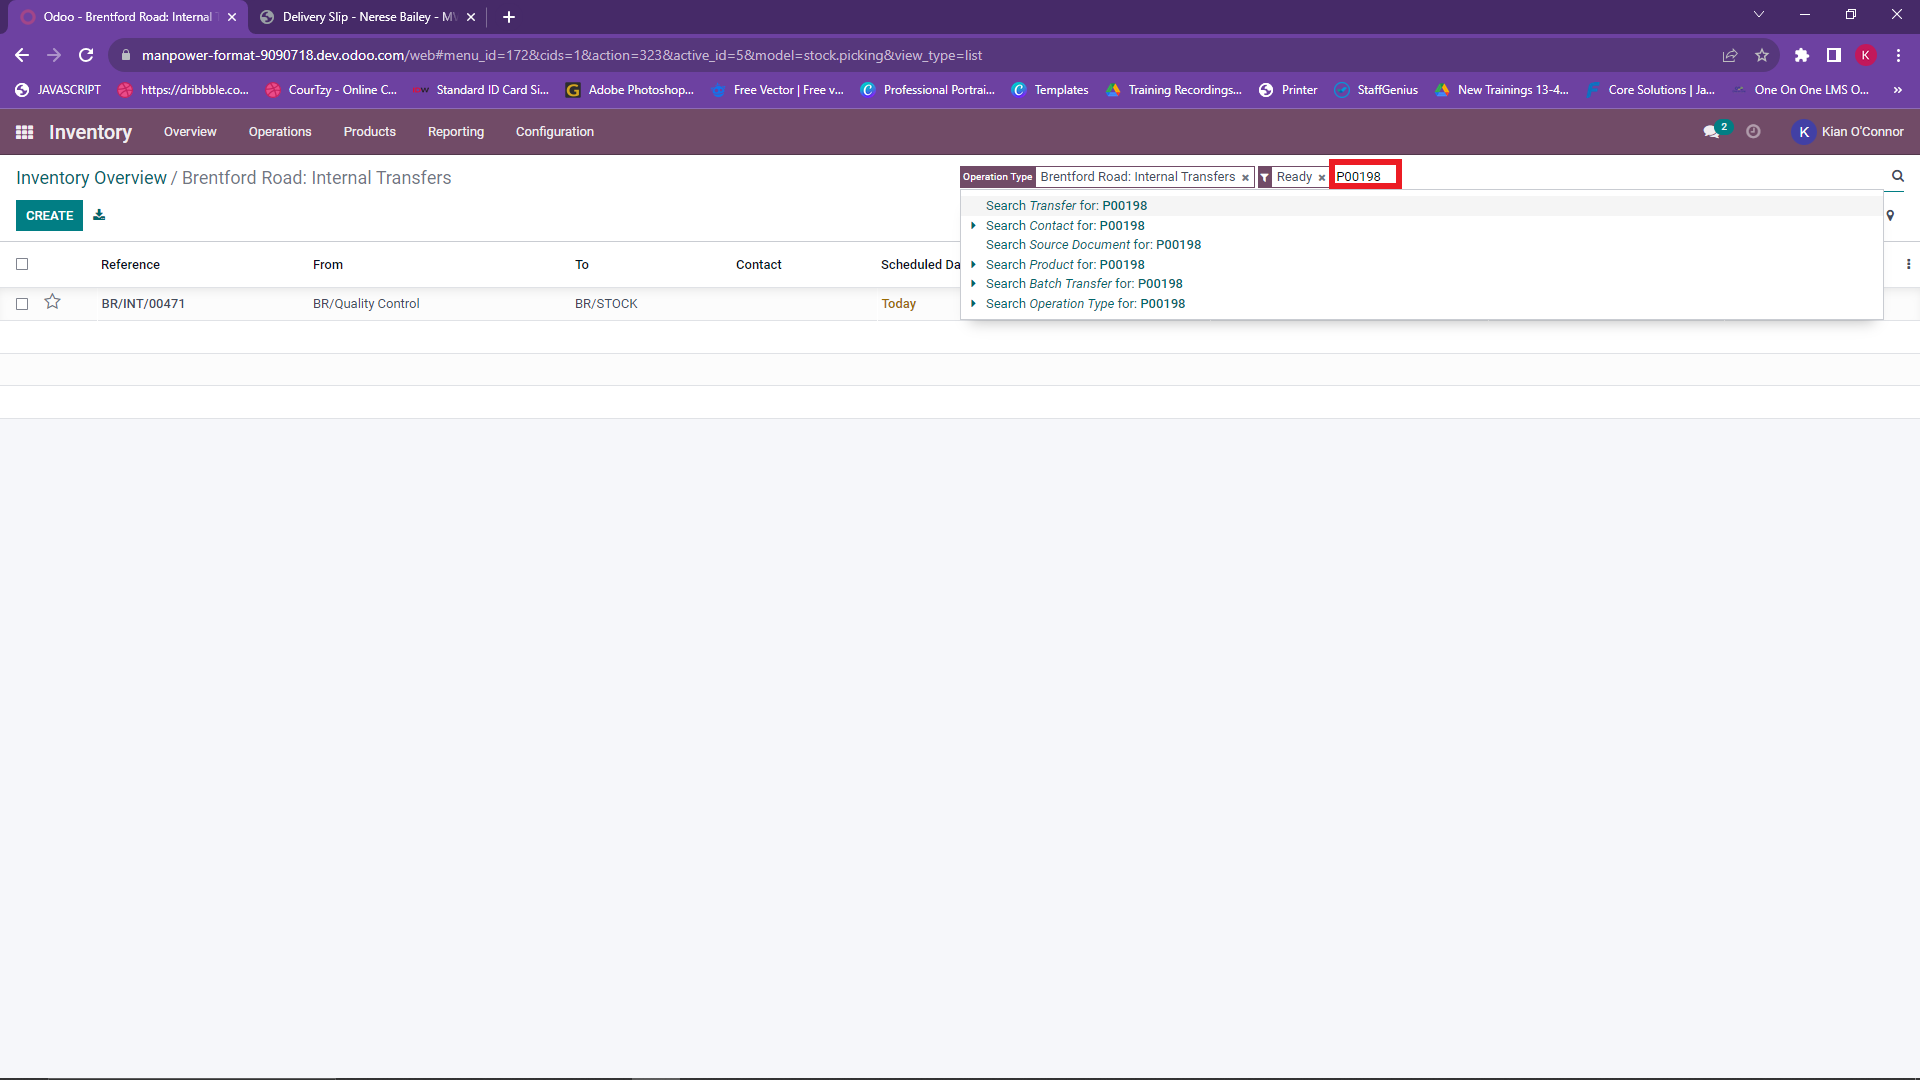 Odoo - Brentford Road: Internal
Delivery Slip - Nerese Bailey - MV
manpower-format-9090718.dev.odoo.com/web#menu_id=172&cids=1&action=323&active_id=5&model=stock.picking&view_type=list
K
JAVASCRIPT
https://dribbble.co...
CourTzy - Online C...
Standard ID Card Si...
Adobe Photoshop...
Free Vector | Free v...
Professional Portrai...
Templates
Training Recordings...
Printer
StaffGenius
New Trainings 13-4...
Core Solutions | Ja...
One On One LMS O...
»
Inventory
Overview
Operations
Products
Reporting
Configuration
2
K
Kian O'Connor
Inventory Overview / Brentford Road: Internal Transfers
Operation Type Brentford Road: Internal Transfers × Ready × P00198
CREATE
Search Transfer for: P00198
Search Contact for: P00198
Search Source Document for: P00198
Search Product for: P00198
Search Batch Transfer for: P00198
Search Operation Type for: P00198
Reference From To Contact Scheduled Da
BR/INT/00471 BR/Quality Control BR/STOCK Today